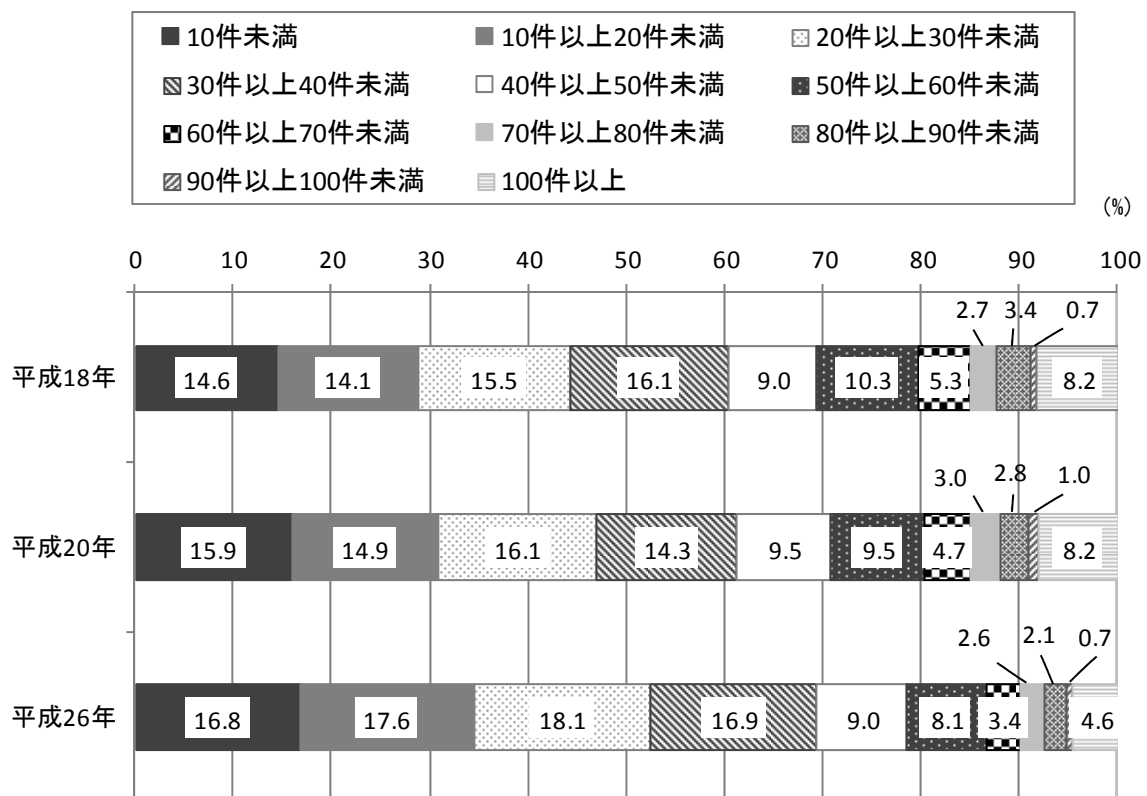 10件未満 10件以上20件未満 20件以上30件未満
30件以上40件未満 40件以上50件未満 50件以上60件未満
60件以上70件未満 70件以上80件未満 80件以上90件未満
90件以上100件未満 100件以上
(%)
0 10 20 30 40 50 60 70 80 90 100
2.7 3.4 0.7
平成18年 14.6 14.1 15.5 16.1 9.0 10.3 5.3 8.2
3.0 2.8 1.0
平成20年 15.9 14.9 16.1 14.3 9.5 9.5 4.7 8.2
2.6 2.1 0.7
平成26年 16.8 17.6 18.1 16.9 9.0 8.1 3.4 4.6